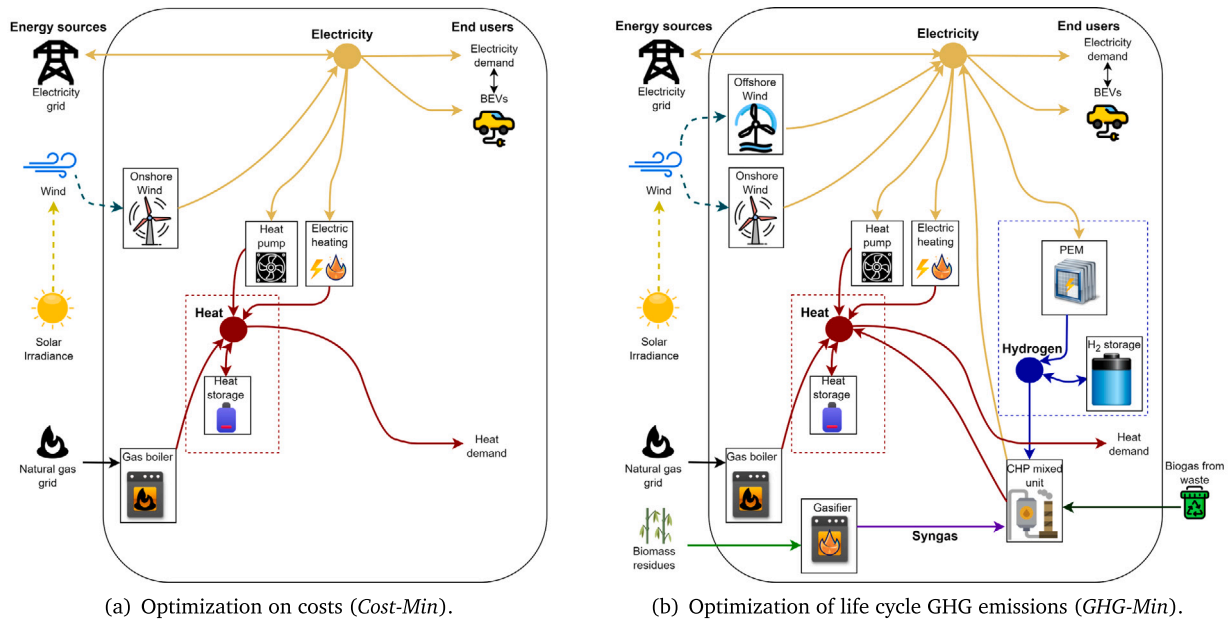 Energy sources
Electricity
End users
Electricity
demand
Electricity
grid
BEVs
Wind
Onshore
Wind
Heat
pump
Electric
heating
Solar
Irradiance
Heat
Heat
storage
Natural gas
grid
Gas boiler
Heat
demand
(a) Optimization on costs (Cost-Min).
Energy sources
Electricity
End users
Electricity
demand
Electricity
grid
Offshore
Wind
BEVs
Wind
Onshore
Wind
Heat
pump
Electric
heating
PEM
Solar
Irradiance
Heat
Hydrogen
H₂ storage
Heat
storage
Natural gas
grid
Gas boiler
Heat
demand
CHP mixed
unit
Biogas from
waste
Biomass
residues
Gasifier
Syngas
(b) Optimization of life cycle GHG emissions (GHG-Min).